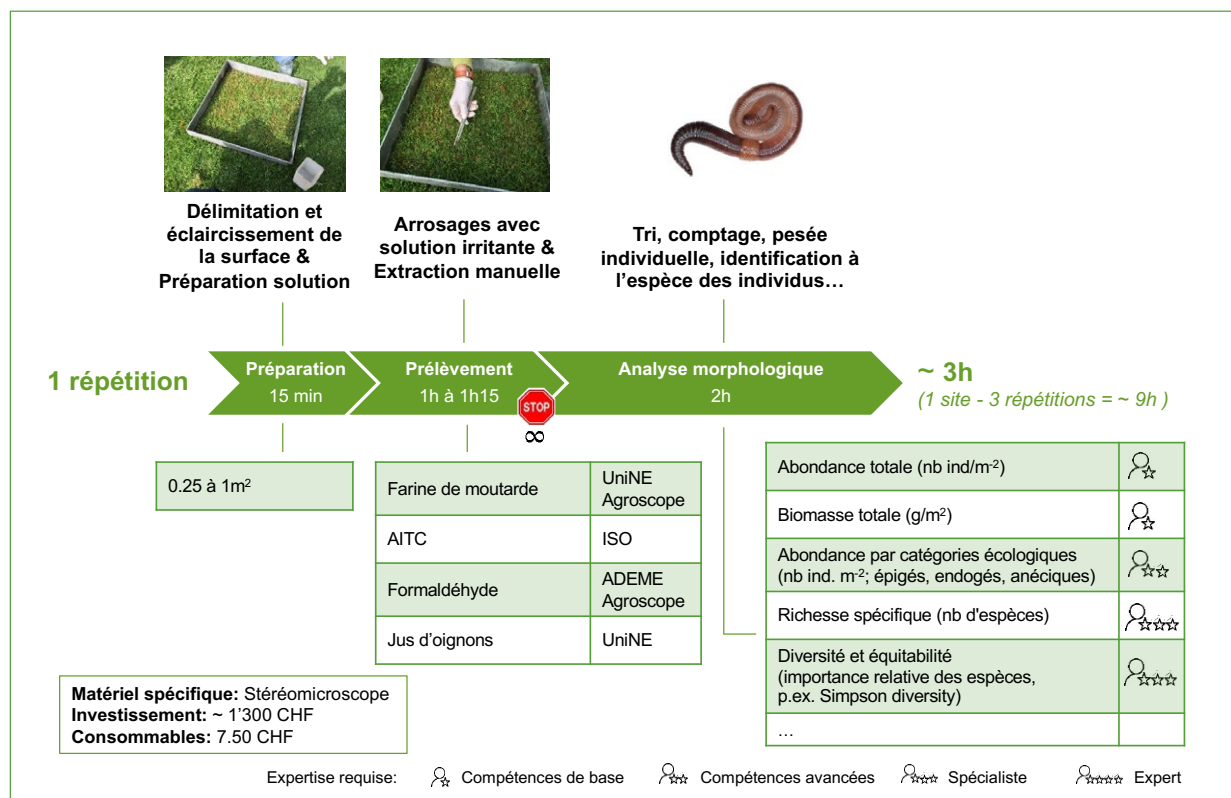 Délimitation et
éclaircissement de
la surface &
Préparation solution
Arrosages avec
solution irritante &
Extraction manuelle
Tri, comptage, pesée
individuelle, identification à
l'espèce des individus…
1 répétition
Préparation
15 min
Prélèvement
1h à 1h15
STOP
∞
Analyse morphologique
2h
~ 3h
(1 site - 3 répétitions = ~ 9h )
0.25 à 1m²
Farine de moutarde
UniNE
Agroscope
AITC
ISO
Formaldéhyde
ADEME
Agroscope
Jus d'oignons
UniNE
Abondance totale (nb ind/m⁻²)
Biomasse totale (g/m²)
Abondance par catégories écologiques
(nb ind. m⁻²; épigés, endogés, anéciques)
Richesse spécifique (nb d'espèces)
Diversité et équitabilité
(importance relative des espèces,
p.ex. Simpson diversity)
…
Matériel spécifique: Stéréomicroscope
Investissement: ~ 1'300 CHF
Consommables: 7.50 CHF
Expertise requise: Compétences de base Compétences avancées Spécialiste Expert